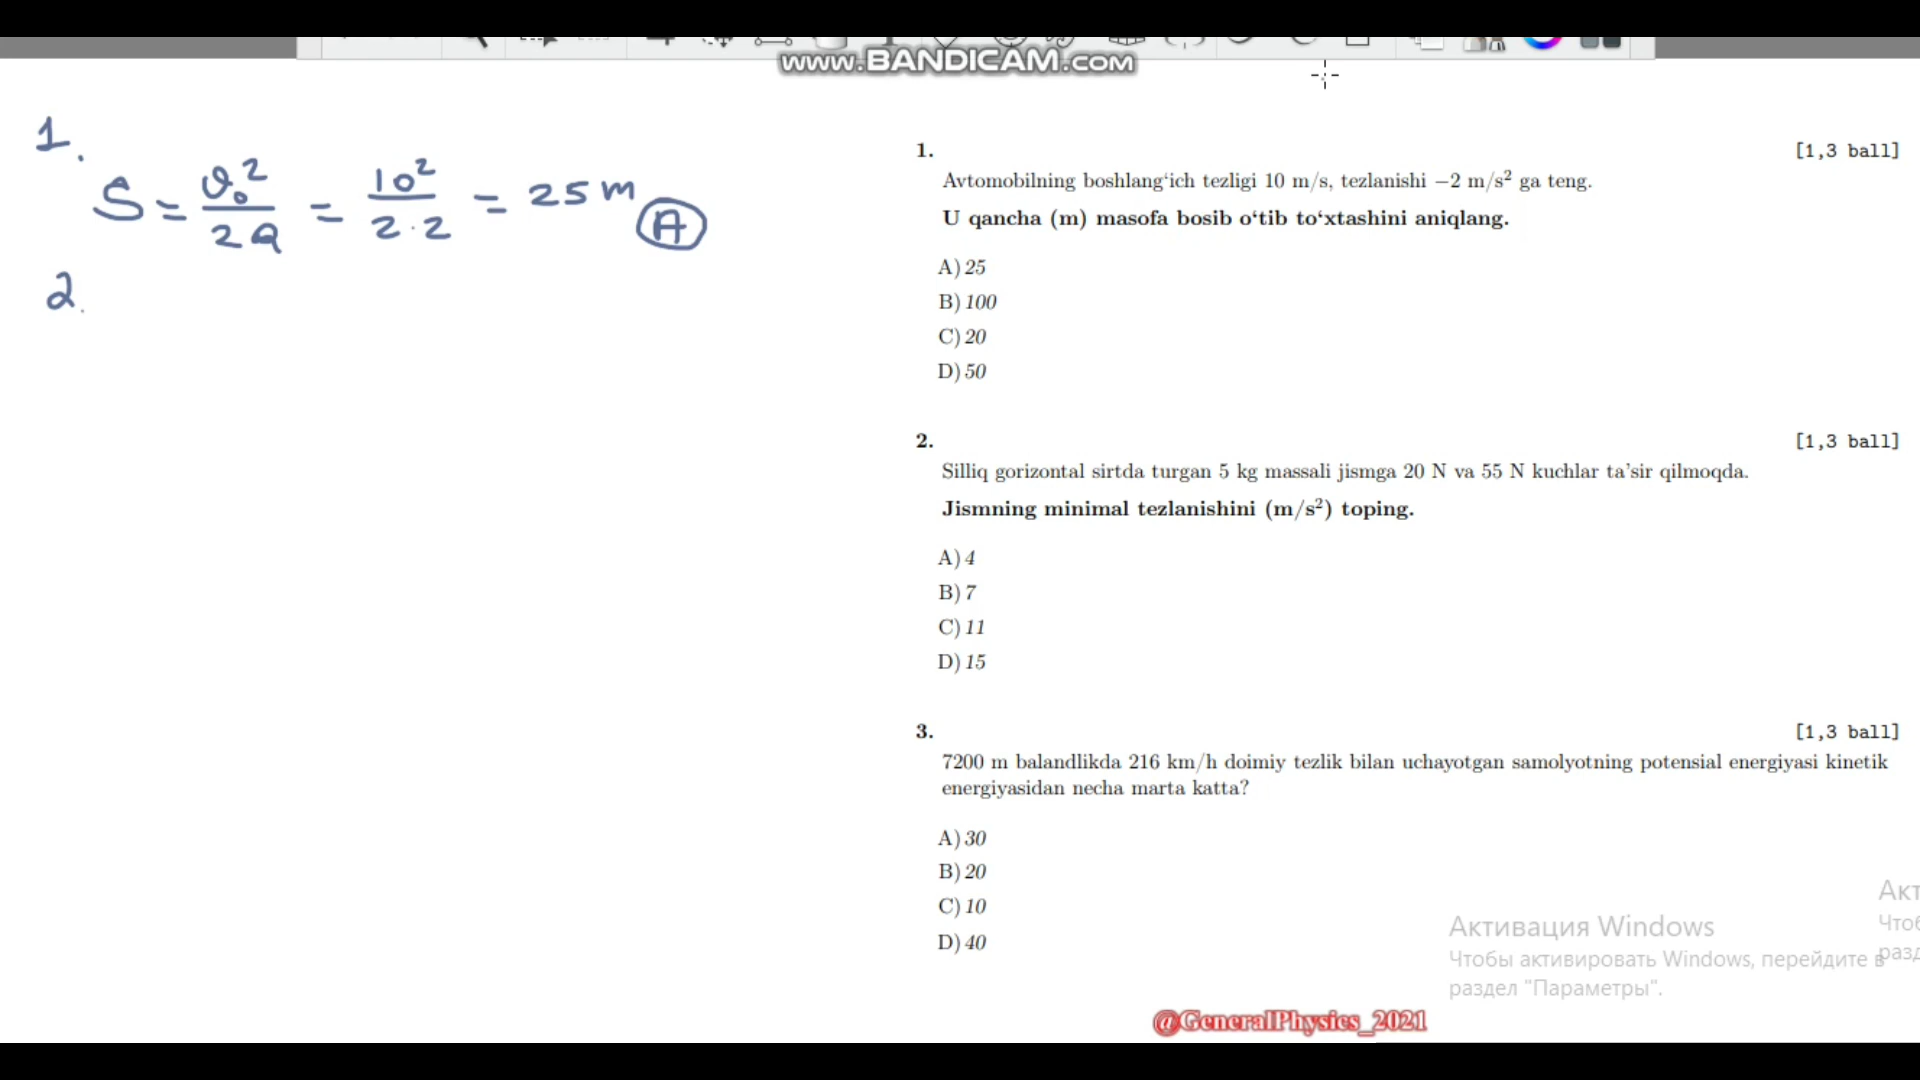 www.BANDICAM.com
1.
S = υ₀² / 2a = 10² / 2·2 = 25 m (A)
2.
1. [1,3 ball]
Avtomobilning boshlang‘ich tezligi 10 m/s, tezlanishi −2 m/s² ga teng.
U qancha (m) masofa bosib o‘tib to‘xtashini aniqlang.
A) 25
B) 100
C) 20
D) 50
2. [1,3 ball]
Silliq gorizontal sirtda turgan 5 kg massali jismga 20 N va 55 N kuchlar ta’sir qilmoqda.
Jismning minimal tezlanishini (m/s²) toping.
A) 4
B) 7
C) 11
D) 15
3. [1,3 ball]
7200 m balandlikda 216 km/h doimiy tezlik bilan uchayotgan samolyotning potensial energiyasi kinetik
energiyasidan necha marta katta?
A) 30
B) 20
C) 10
D) 40
Активация Windows
Чтобы активировать Windows, перейдите в
раздел "Параметры".
@GeneralPhysics_2021